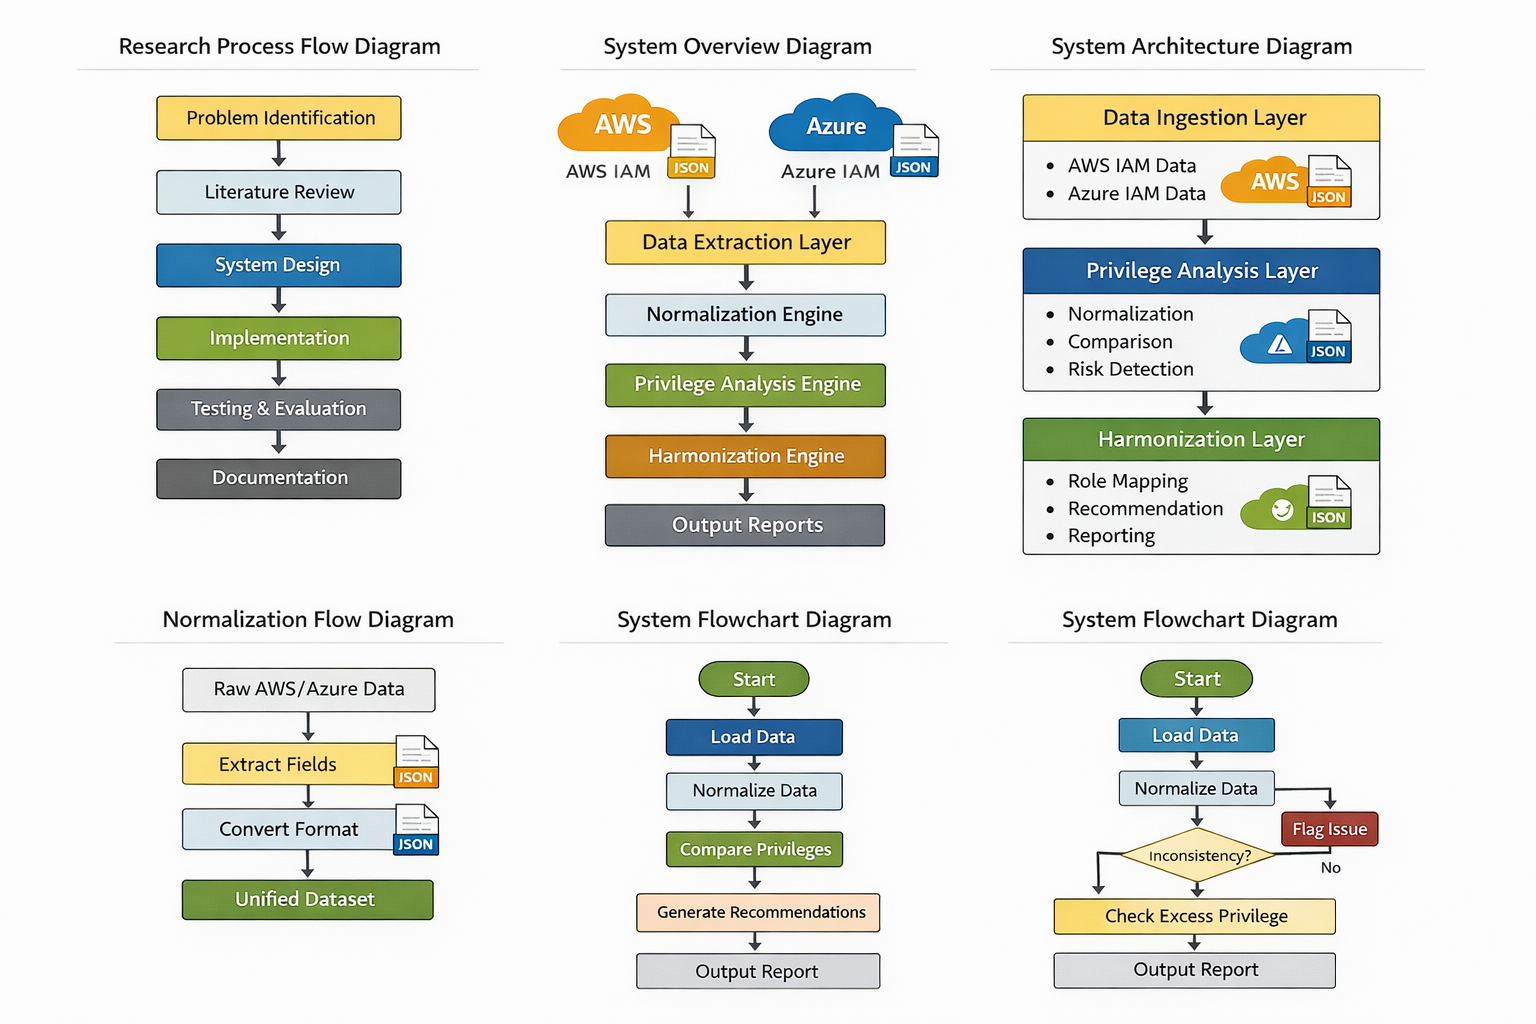 Research Process Flow Diagram
Problem Identification
Literature Review
System Design
Implementation
Testing & Evaluation
Documentation
System Overview Diagram
AWS
JSON
AWS IAM
Azure
JSON
Azure IAM
Data Extraction Layer
Normalization Engine
Privilege Analysis Engine
Harmonization Engine
Output Reports
System Architecture Diagram
Data Ingestion Layer
• AWS IAM Data
• Azure IAM Data
AWS
JSON
Privilege Analysis Layer
• Normalization
• Comparison
• Risk Detection
JSON
Harmonization Layer
• Role Mapping
• Recommendation
• Reporting
JSON
Normalization Flow Diagram
Raw AWS/Azure Data
Extract Fields
JSON
Convert Format
JSON
Unified Dataset
System Flowchart Diagram
Start
Load Data
Normalize Data
Compare Privileges
Generate Recommendations
Output Report
System Flowchart Diagram
Start
Load Data
Normalize Data
Flag Issue
Inconsistency?
No
Check Excess Privilege
Output Report